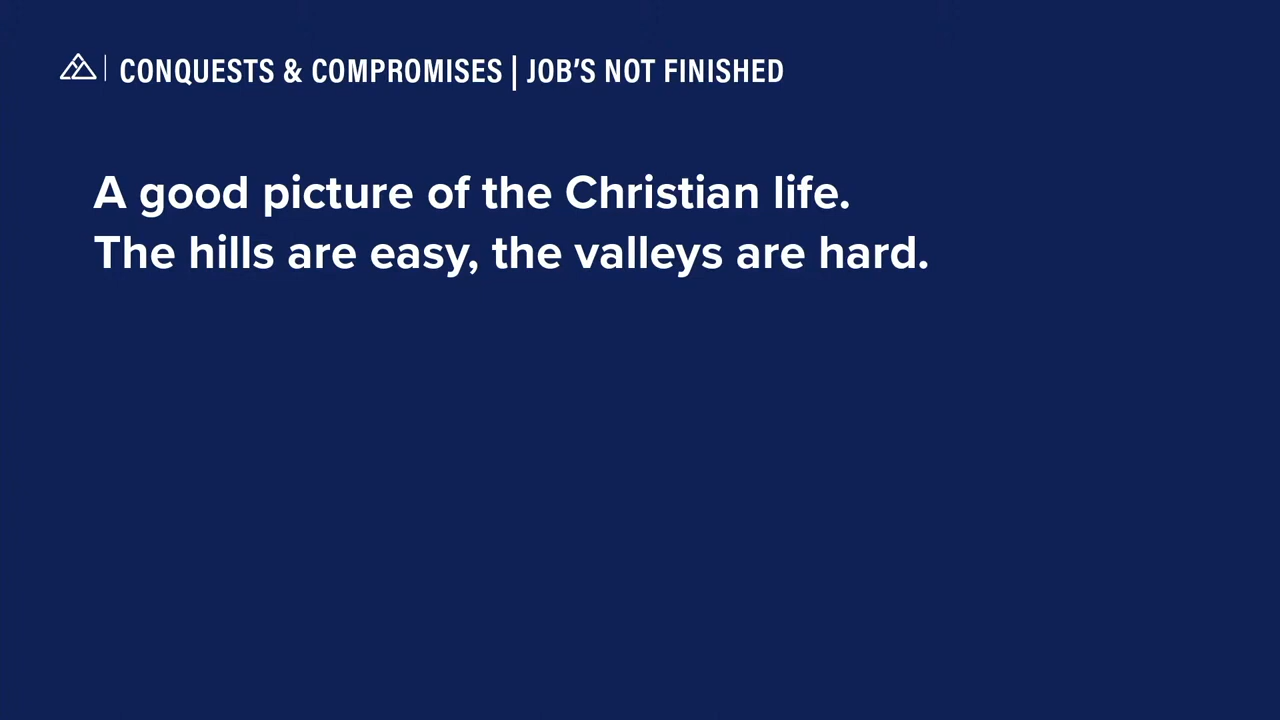 CONQUESTS & COMPROMISES | JOB'S NOT FINISHED
A good picture of the Christian life.
The hills are easy, the valleys are hard.